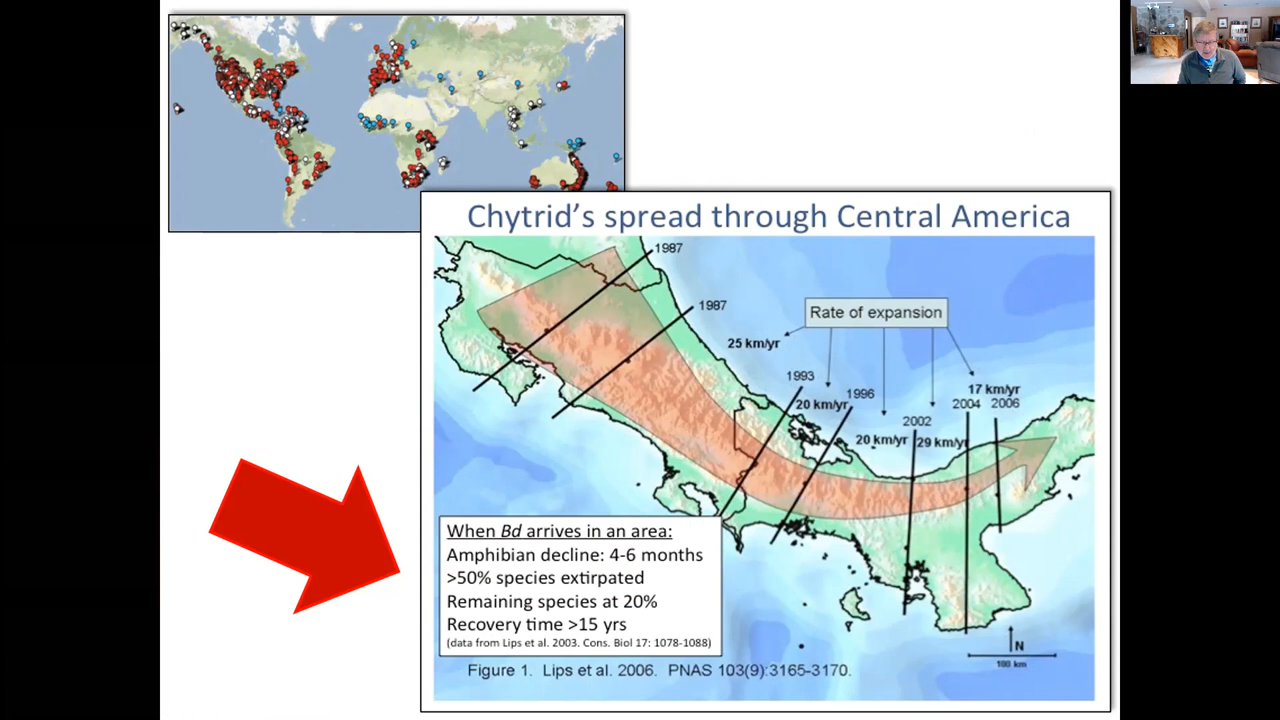 Chytrid's spread through Central America
1987
1987
Rate of expansion
25 km/yr
1993
20 km/yr
1996
20 km/yr
2002
29 km/yr
17 km/yr
2004
2006
When Bd arrives in an area:
Amphibian decline: 4-6 months
>50% species extirpated
Remaining species at 20%
Recovery time >15 yrs
(data from Lips et al. 2003. Cons. Biol 17: 1078-1088)
N
100 km
Figure 1. Lips et al. 2006. PNAS 103(9):3165-3170.